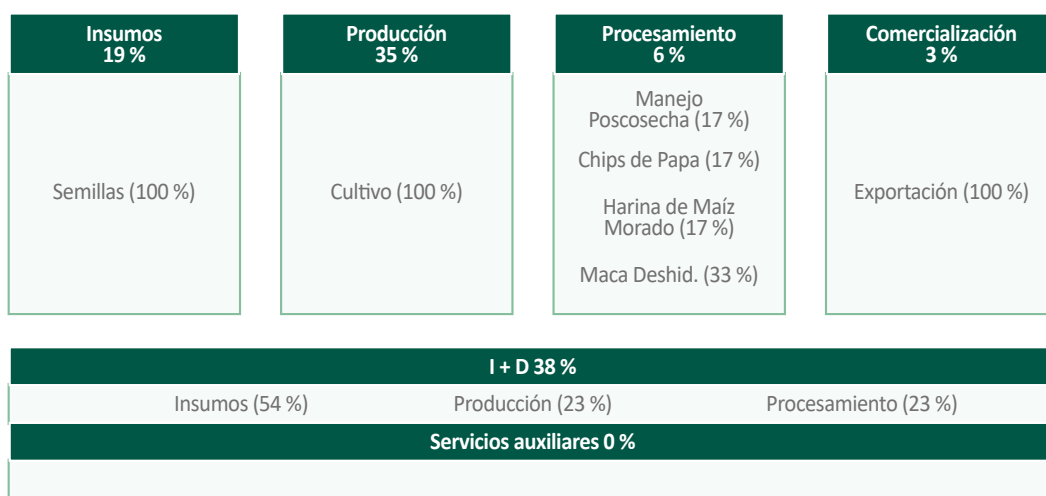 Insumos
19 %
Producción
35 %
Procesamiento
6 %
Comercialización
3 %
Semillas (100 %)
Cultivo (100 %)
Manejo
Poscosecha (17 %)
Chips de Papa (17 %)
Harina de Maíz
Morado (17 %)
Maca Deshid. (33 %)
Exportación (100 %)
I + D 38 %
Insumos (54 %)
Producción (23 %)
Procesamiento (23 %)
Servicios auxiliares 0 %